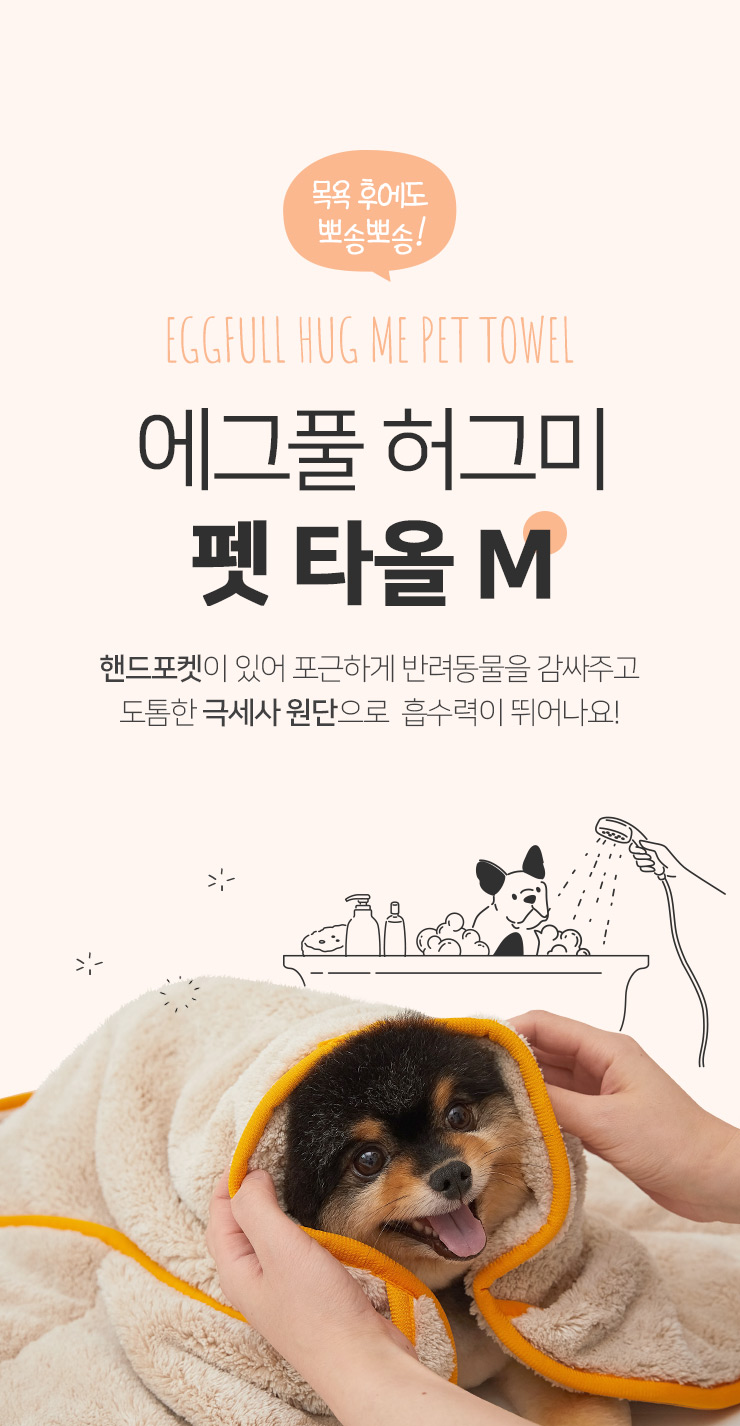 목욕 후에도
뽀송뽀송!
EGGFULL HUG ME PET TOWEL
에그풀 허그미
펫 타올 M
핸드포켓이 있어 포근하게 반려동물을 감싸주고
도톰한 극세사 원단으로 흡수력이 뛰어나요!